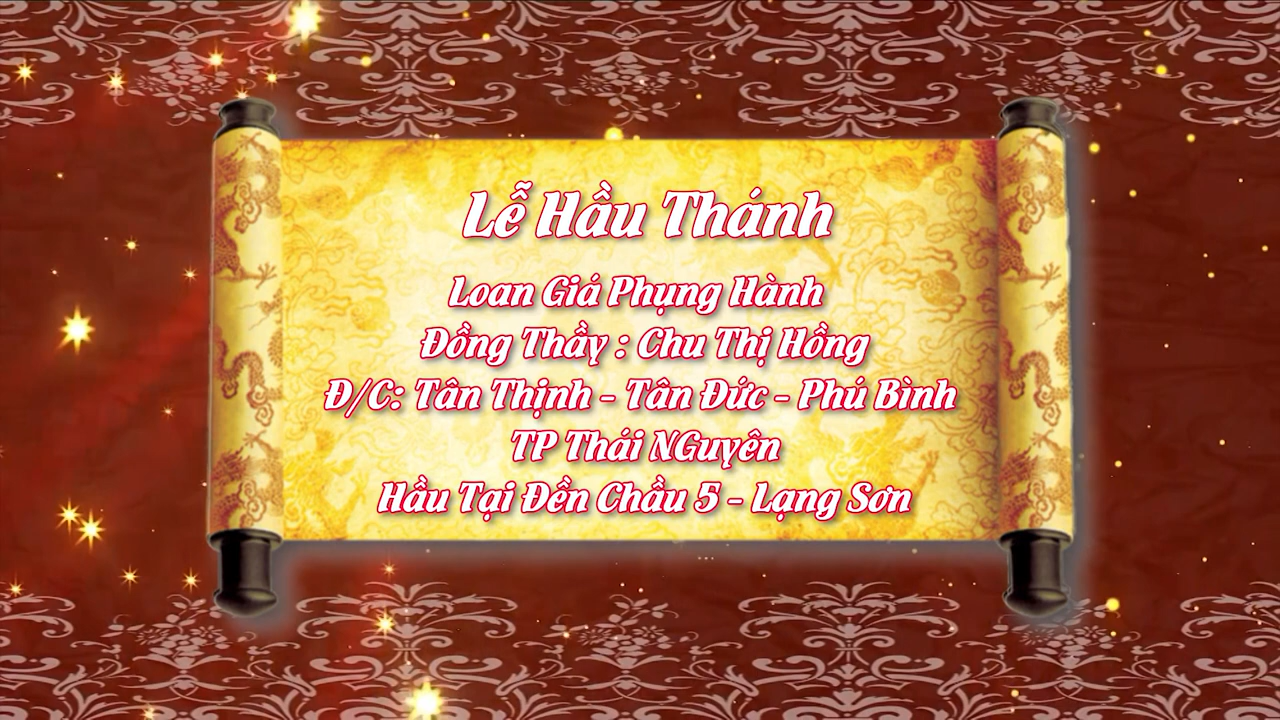 Lễ Hầu Thánh
Loan Giá Phụng Hành
Đồng Thầy : Chu Thị Hồng
Đ/C: Tân Thịnh - Tân Đức - Phú Bình
TP Thái NGuyên
Hầu Tại Đền Chầu 5 - Lạng Sơn